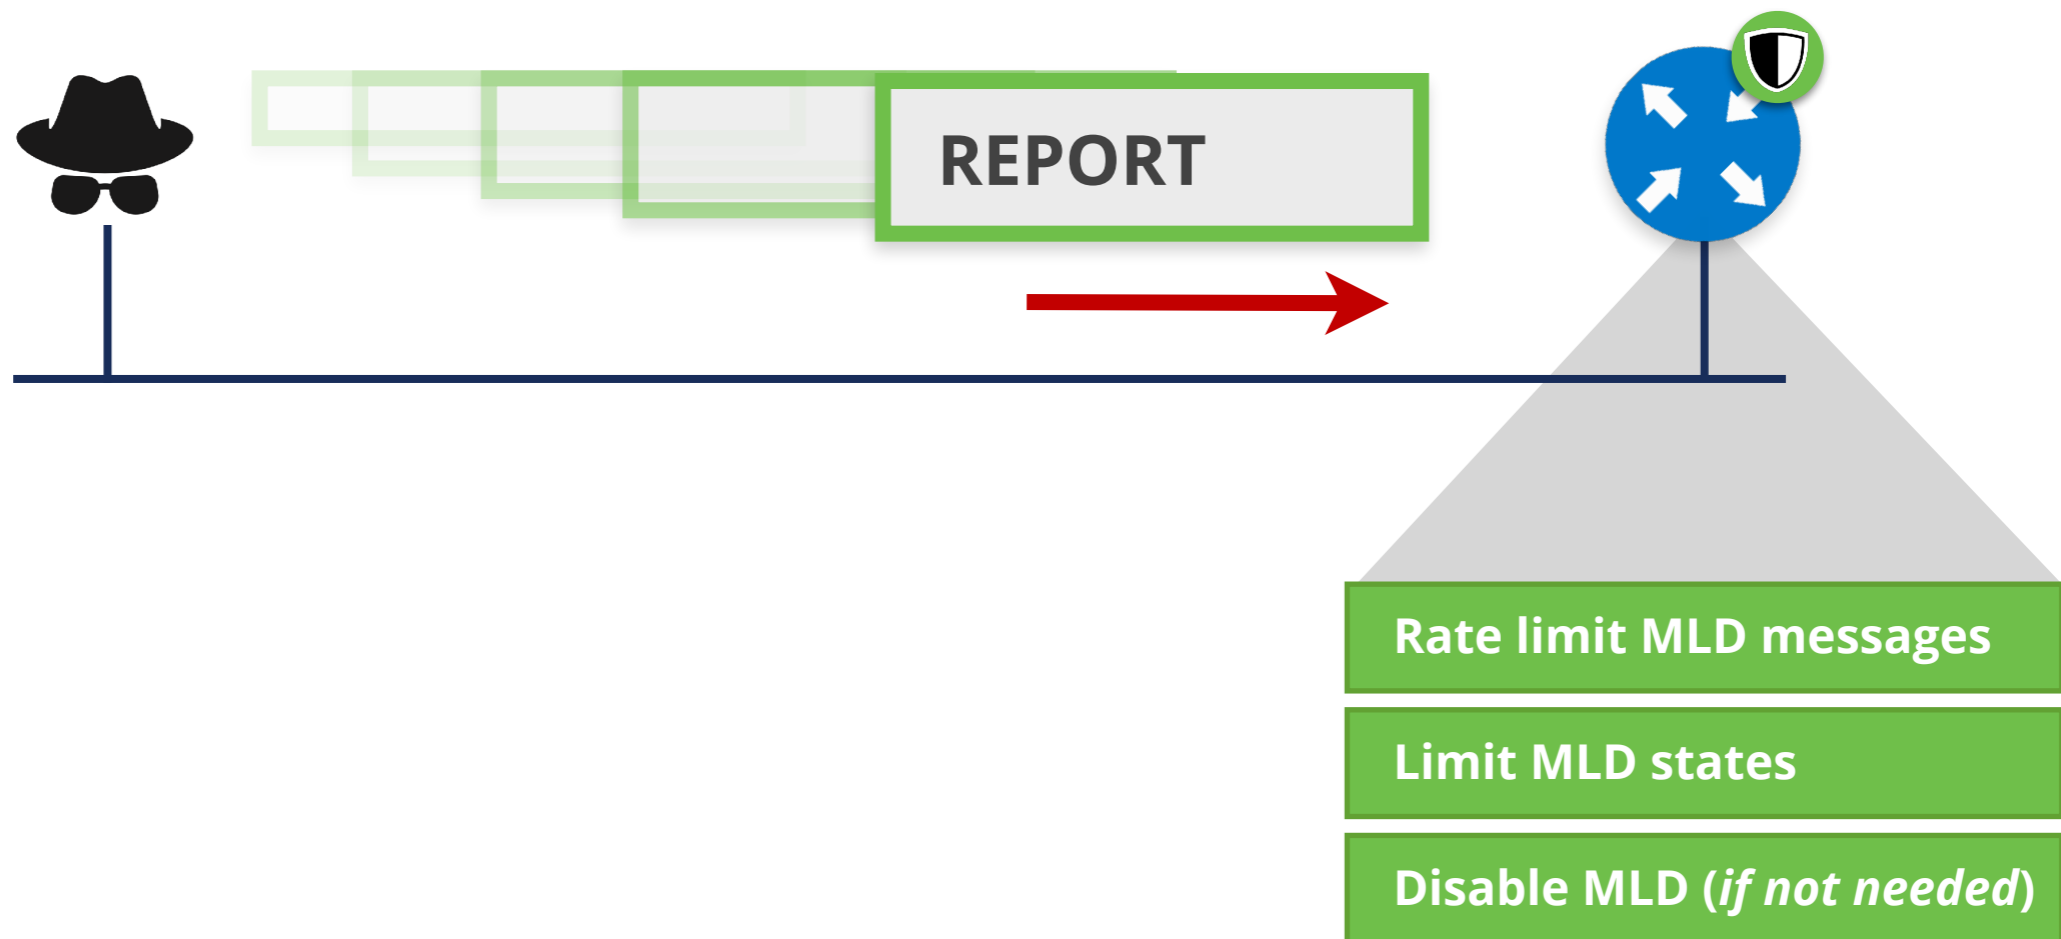 REPORT
Rate limit MLD messages
Limit MLD states
Disable MLD (if not needed)